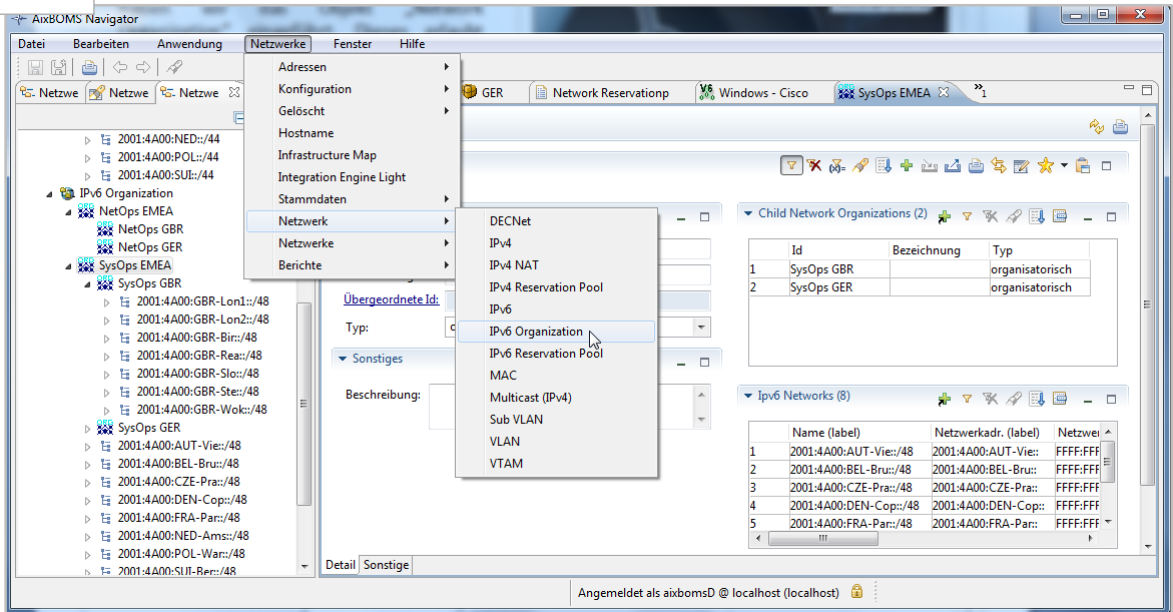 AixBOMS Navigator
Datei Bearbeiten Anwendung Netzwerke Fenster Hilfe
Netzwe Netzwe Netzwe GER Network Reservationp Windows - Cisco SysOps EMEA 1
2001:4A00:NED::/44
2001:4A00:POL::/44
2001:4A00:SUI::/44
IPv6 Organization
NetOps EMEA
NetOps GBR
NetOps GER
SysOps EMEA
SysOps GBR
2001:4A00:GBR-Lon1::/48
2001:4A00:GBR-Lon2::/48
2001:4A00:GBR-Bir::/48
2001:4A00:GBR-Rea::/48
2001:4A00:GBR-Slo::/48
2001:4A00:GBR-Ste::/48
2001:4A00:GBR-Wok::/48
SysOps GER
2001:4A00:AUT-Vie::/48
2001:4A00:BEL-Bru::/48
2001:4A00:CZE-Pra::/48
2001:4A00:DEN-Cop::/48
2001:4A00:FRA-Par::/48
2001:4A00:NED-Ams::/48
2001:4A00:POL-War::/48
2001:4A00:SUI-Ber::/48
Adressen
Konfiguration
Gelöscht
Hostname
Infrastructure Map
Integration Engine Light
Stammdaten
Netzwerk
Netzwerke
Berichte
DECNet
IPv4
IPv4 NAT
IPv4 Reservation Pool
IPv6
IPv6 Organization
IPv6 Reservation Pool
MAC
Multicast (IPv4)
Sub VLAN
VLAN
VTAM
Übergeordnete Id:
Typ:
Sonstiges
Beschreibung:
Child Network Organizations (2)
Id Bezeichnung Typ
1 SysOps GBR organisatorisch
2 SysOps GER organisatorisch
Ipv6 Networks (8)
Name (label) Netzwerkadr. (label) Netzwei
1 2001:4A00:AUT-Vie::/48 2001:4A00:AUT-Vie:: FFFF:FFF
2 2001:4A00:BEL-Bru::/48 2001:4A00:BEL-Bru:: FFFF:FFF
3 2001:4A00:CZE-Pra::/48 2001:4A00:CZE-Pra:: FFFF:FFF
4 2001:4A00:DEN-Cop::/48 2001:4A00:DEN-Cop:: FFFF:FFF
5 2001:4A00:FRA-Par::/48 2001:4A00:FRA-Par:: FFFF:FFF
Detail Sonstige
Angemeldet als aixbomsD @ localhost (localhost)